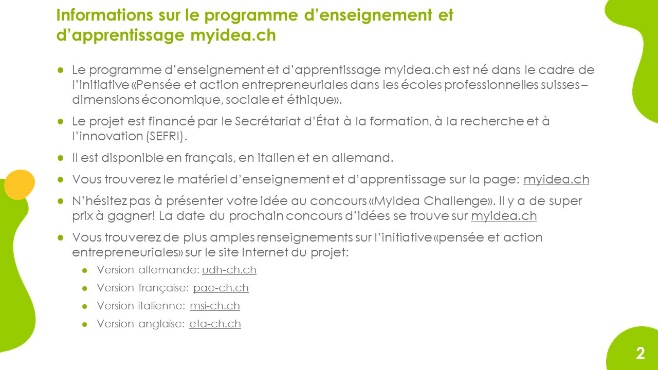 Informations sur le programme d'enseignement et
d'apprentissage myidea.ch
● Le programme d'enseignement et d'apprentissage myidea.ch est né dans le cadre de
l'initiative «Pensée et action entrepreneuriales dans les écoles professionnelles suisses –
dimensions économique, sociale et éthique».
● Le projet est financé par le Secrétariat d'État à la formation, à la recherche et à
l'innovation (SEFRI).
● Il est disponible en français, en italien et en allemand.
● Vous trouverez le matériel d'enseignement et d'apprentissage sur la page: myidea.ch
● N'hésitez pas à présenter votre idée au concours «Myidea Challenge». Il y a de super
prix à gagner! La date du prochain concours d'idées se trouve sur myidea.ch
● Vous trouverez de plus amples renseignements sur l'initiative «pensée et action
entrepreneuriales» sur le site Internet du projet:
● Version allemande: udh-ch.ch
● Version française: pae-ch.ch
● Version italienne: msi-ch.ch
● Version anglaise: eta-ch.ch
2